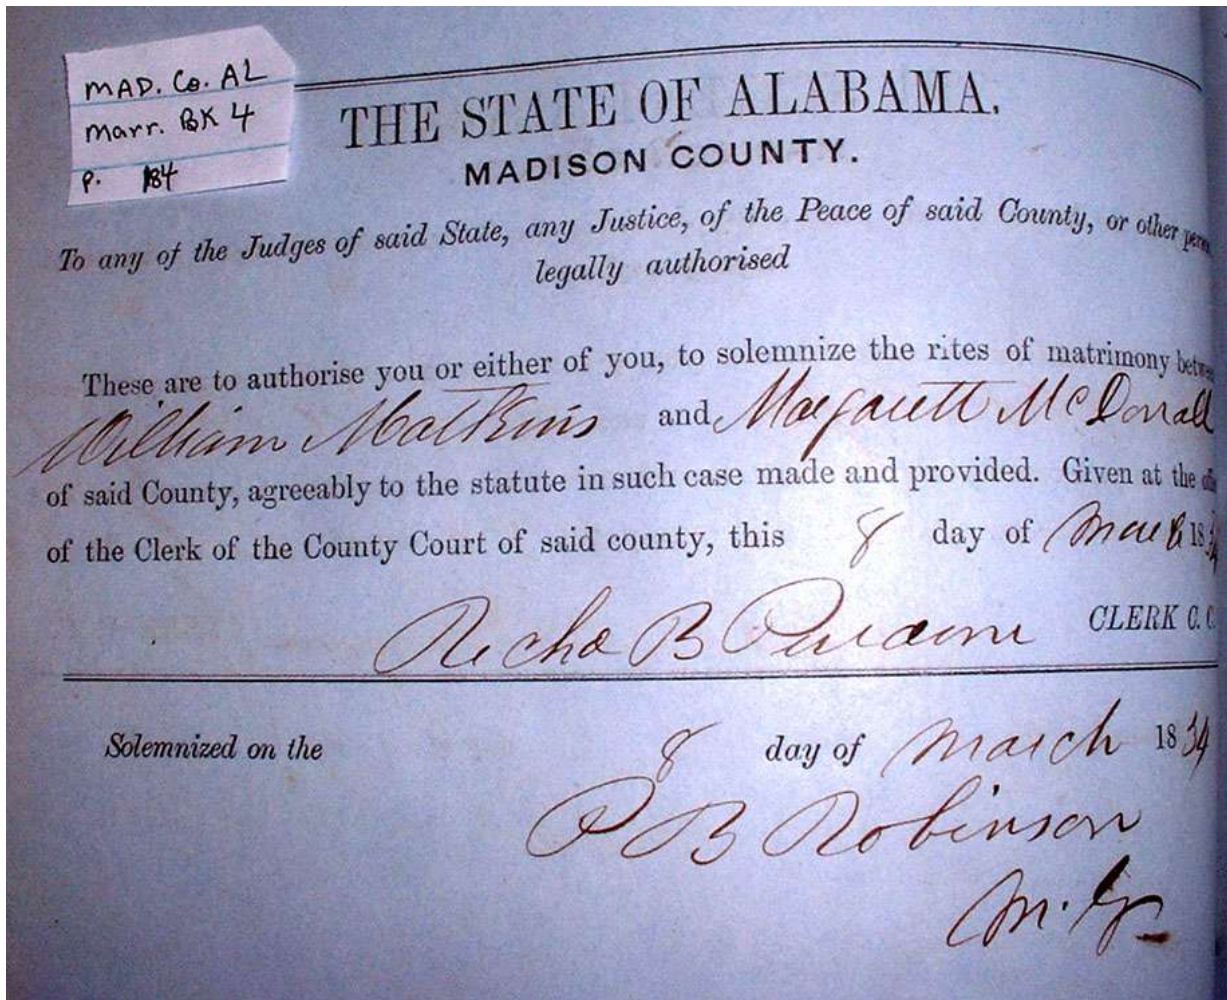 MAD. Co. AL
Marr. BK 4
P. 184
THE STATE OF ALABAMA.
MADISON COUNTY.
To any of the Judges of said State, any Justice, of the Peace of said County, or other
legally authorised
These are to authorise you or either of you, to solemnize the rites of matrimony
William Matkins and Margarett McDonall
of said County, agreeably to the statute in such case made and provided. Given at the
of the Clerk of the County Court of said county, this 8 day of March 183
Richd B Purdom CLERK C. C.
Solemnized on the 8 day of March 1834
P B Robinson
M. G.